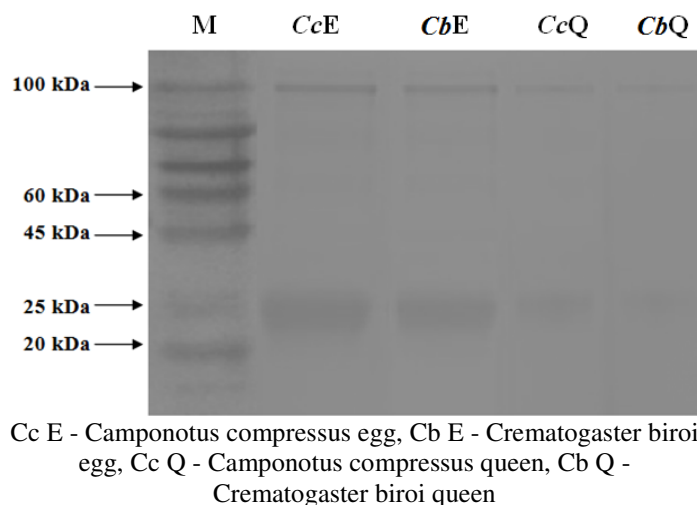 M CcE CbE CcQ CbQ
100 kDa
60 kDa
45 kDa
25 kDa
20 kDa
Cc E - Camponotus compressus egg, Cb E - Crematogaster biroi
egg, Cc Q - Camponotus compressus queen, Cb Q -
Crematogaster biroi queen